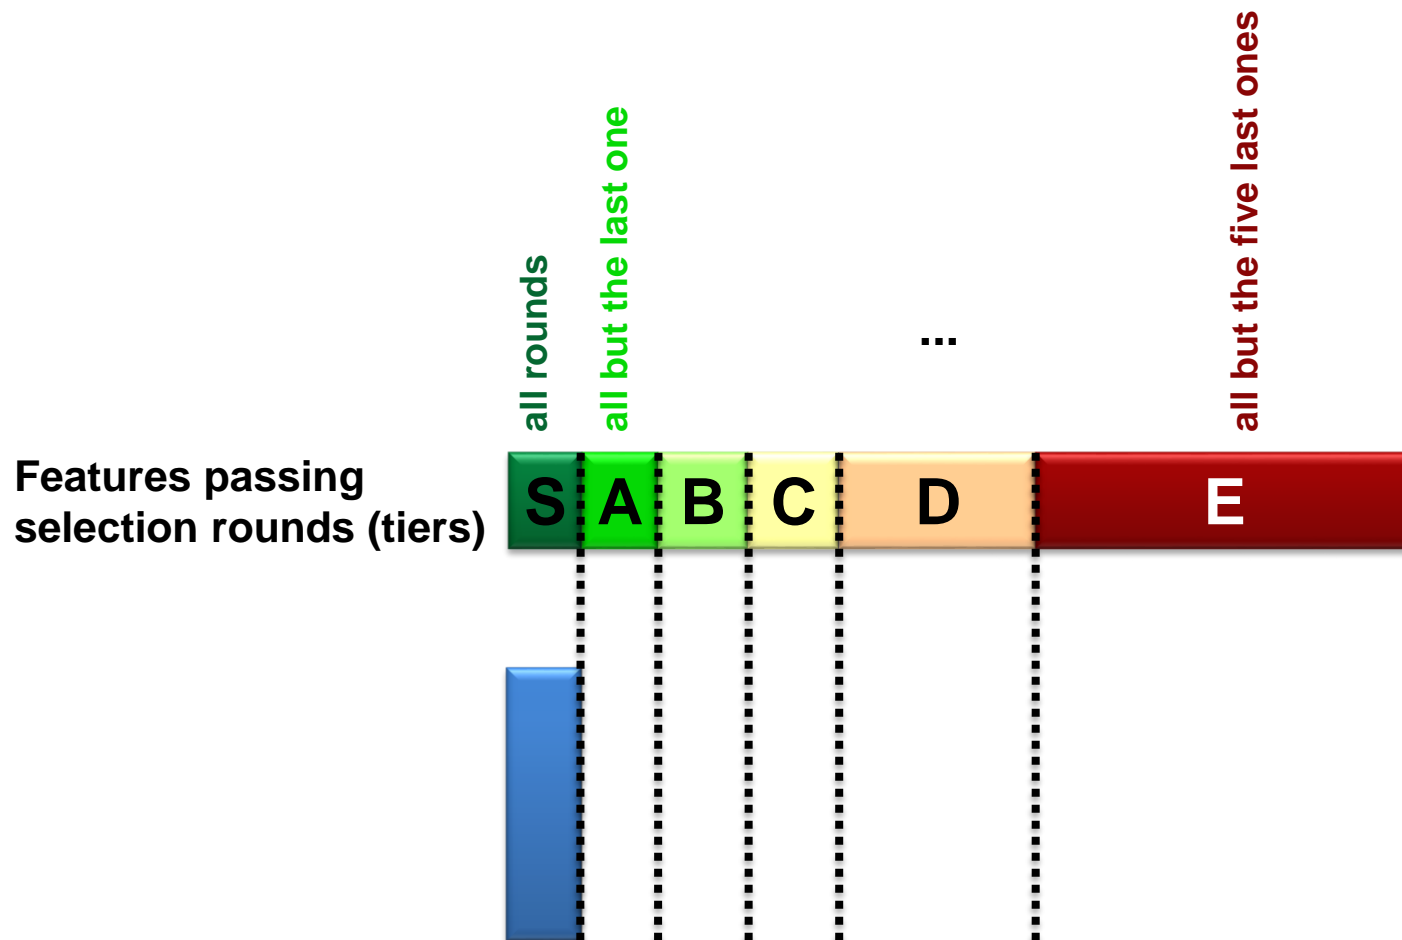 all rounds
all but the last one
...
all but the five last ones
Features passing
selection rounds (tiers)
S A B C D E